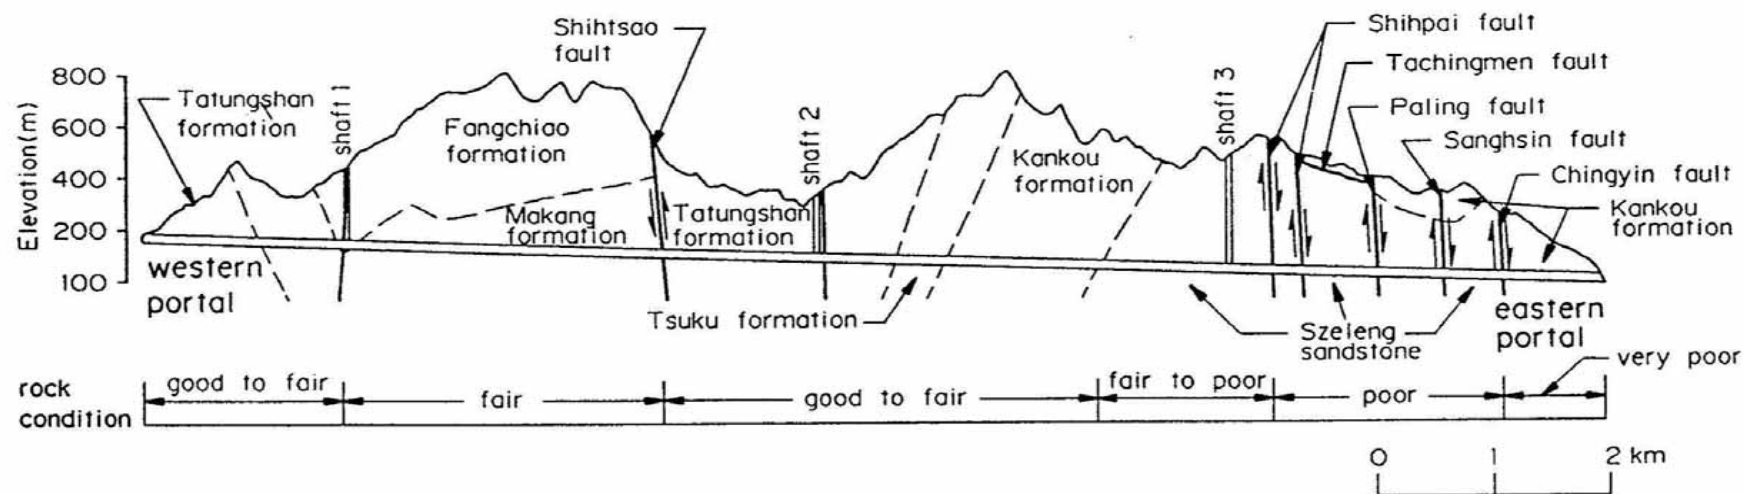 Shihtsao
fault
Shihpai fault
Tachingmen fault
Paling fault
Sanghsin fault
Chingyin fault
Kankou
formation
Elevation(m)
800
600
400
200
100
Tatungshan
formation
shaft 1
Fangchiao
formation
Makang
formation
Tatungshan
formation
shaft 2
Kankou
formation
shaft 3
western
portal
Tsuku formation
Szeleng
sandstone
eastern
portal
rock
condition
good to fair
fair
good to fair
fair to poor
poor
very poor
0 1 2 km